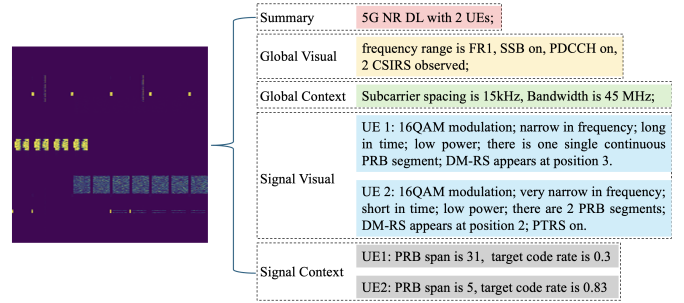 Summary
5G NR DL with 2 UEs;
Global Visual
frequency range is FR1, SSB on, PDCCH on,
2 CSIRS observed;
Global Context
Subcarrier spacing is 15kHz, Bandwidth is 45 MHz;
Signal Visual
UE 1: 16QAM modulation; narrow in frequency; long
in time; low power; there is one single continuous
PRB segment; DM-RS appears at position 3.
UE 2: 16QAM modulation; very narrow in frequency;
short in time; low power; there are 2 PRB segments;
DM-RS appears at position 2; PTRS on.
Signal Context
UE1: PRB span is 31, target code rate is 0.3
UE2: PRB span is 5, target code rate is 0.83